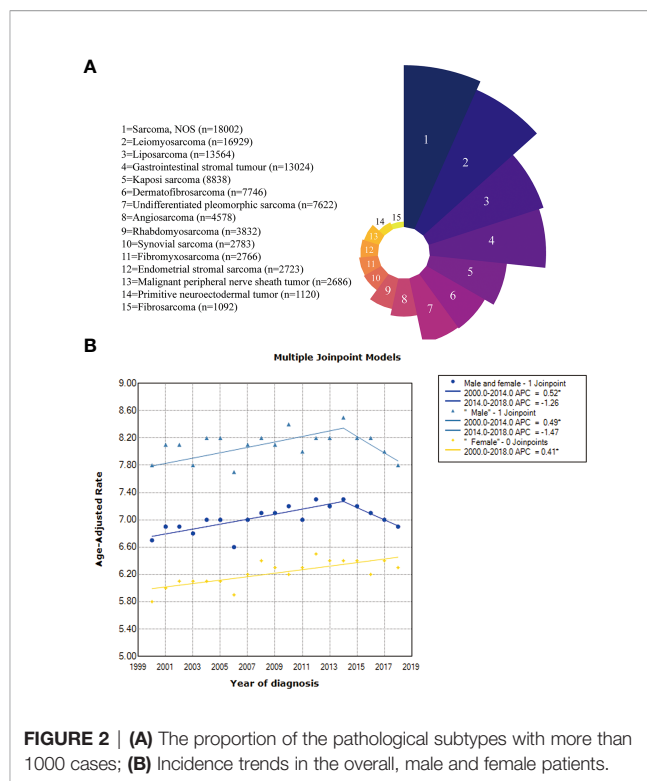 A
1=Sarcoma, NOS (n=18002)
2=Leiomyosarcoma (n=16929)
3=Liposarcoma (n=13564)
4=Gastrointestinal stromal tumour (n=13024)
5=Kaposi sarcoma (8838)
6=Dermatofibrosarcoma (n=7746)
7=Undifferentiated pleomorphic sarcoma (n=7622)
8=Angiosarcoma (n=4578)
9=Rhabdomyosarcoma (n=3832)
10=Synovial sarcoma (n=2783)
11=Fibromyxosarcoma (n=2766)
12=Endometrial stromal sarcoma (n=2723)
13=Malignant peripheral nerve sheath tumor (n=2686)
14=Primitive neuroectodermal tumor (n=1120)
15=Fibrosarcoma (n=1092)
1
2
3
4
5
6
7
8
9
10
11
12
13
14
15
B
Multiple Joinpoint Models
9.00
8.60
8.20
7.80
7.40
7.00
6.60
6.20
5.80
5.40
5.00
Age-Adjusted Rate
1999
2001
2003
2005
2007
2009
2011
2013
2015
2017
2019
Year of diagnosis
Male and female - 1 Joinpoint
2000.0-2014.0 APC = 0.52*
2014.0-2018.0 APC = -1.26
" Male" - 1 Joinpoint
2000.0-2014.0 APC = 0.49*
2014.0-2018.0 APC = -1.47
" Female" - 0 Joinpoints
2000.0-2018.0 APC = 0.41*
FIGURE 2 | (A) The proportion of the pathological subtypes with more than
1000 cases; (B) Incidence trends in the overall, male and female patients.